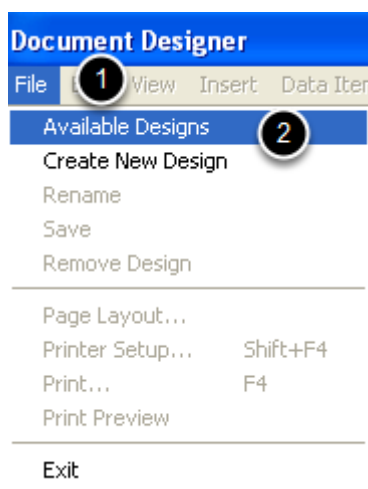 Document Designer
File 1 View Insert Data Iter
Available Designs 2
Create New Design
Rename
Save
Remove Design
Page Layout...
Printer Setup... Shift+F4
Print... F4
Print Preview
Exit